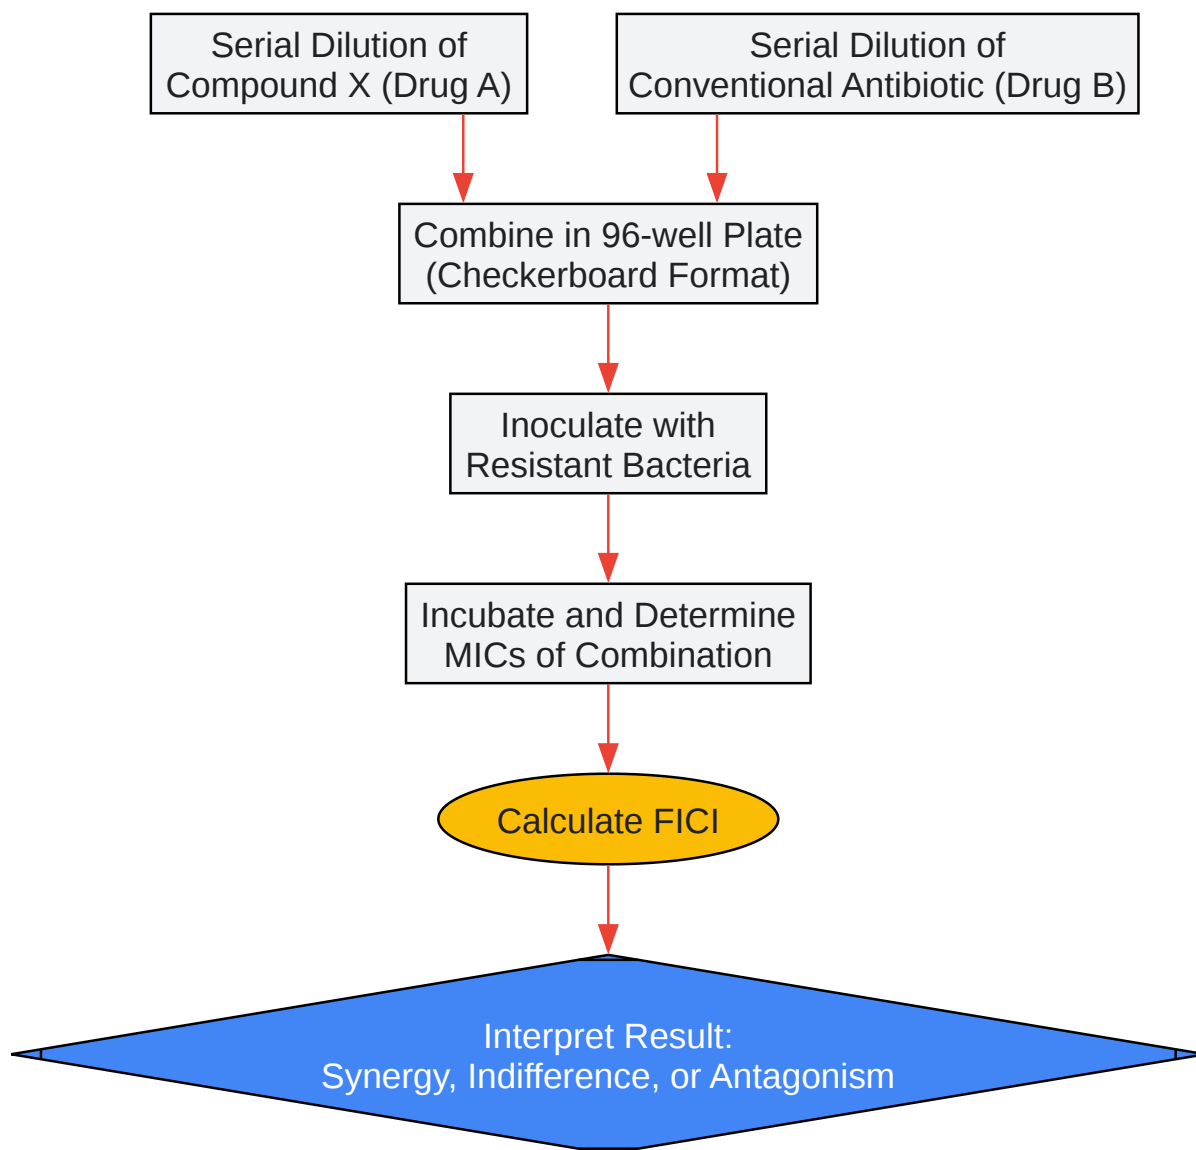 Serial Dilution of
Compound X (Drug A)
Serial Dilution of
Conventional Antibiotic (Drug B)
Combine in 96-well Plate
(Checkerboard Format)
Inoculate with
Resistant Bacteria
Incubate and Determine
MICs of Combination
Calculate FICI
Interpret Result:
Synergy, Indifference, or Antagonism